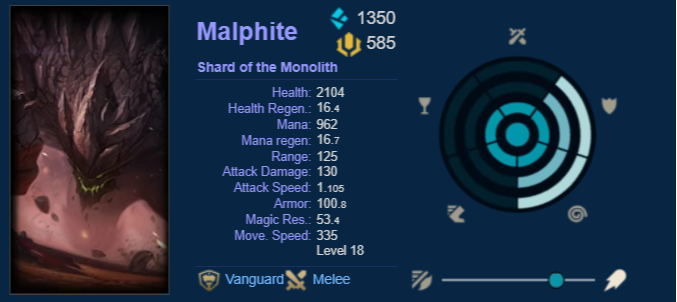 Malphite
1350
585
Shard of the Monolith
Health: 2104
Health Regen.: 16.4
Mana: 962
Mana regen: 16.7
Range: 125
Attack Damage: 130
Attack Speed: 1.105
Armor: 100.8
Magic Res.: 53.4
Move. Speed: 335
Level 18
Vanguard Melee